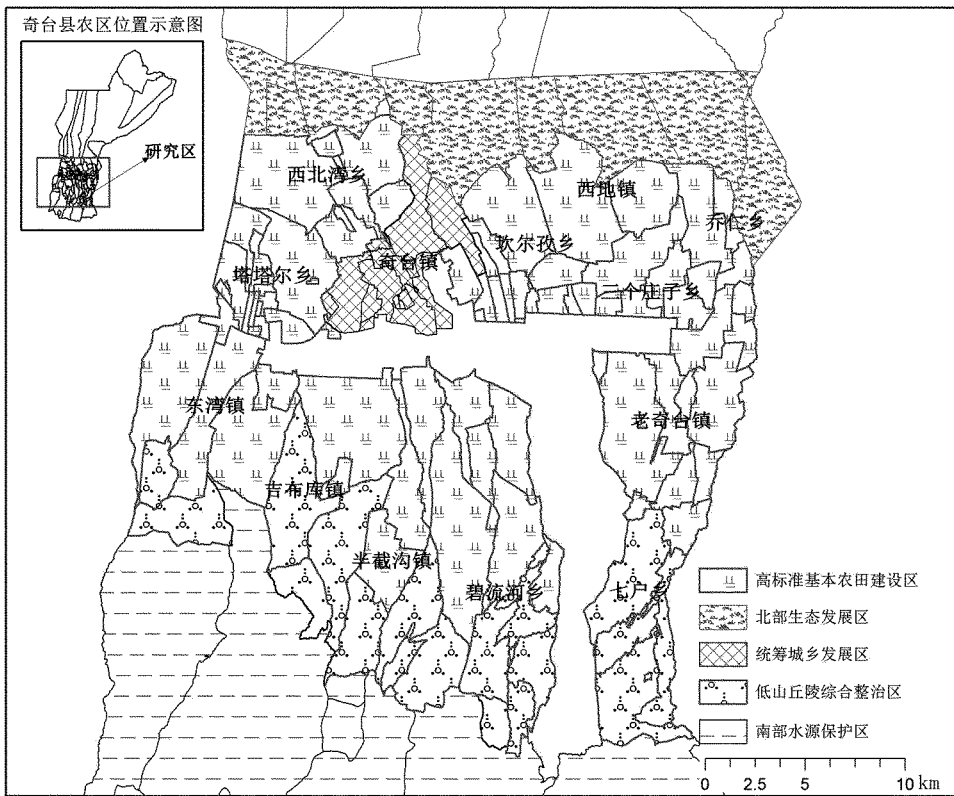 奇台县农区位置示意图
研究区
西北湾乡
西地镇
乔仁乡
坎尔孜乡
奇台镇
塔塔尔乡
三个庄子乡
东湾镇
老奇台镇
吉布库镇
半截沟镇
碧流河乡
七户乡
高标准基本农田建设区
北部生态发展区
统筹城乡发展区
低山丘陵综合整治区
南部水源保护区
0 2.5 5 10 km